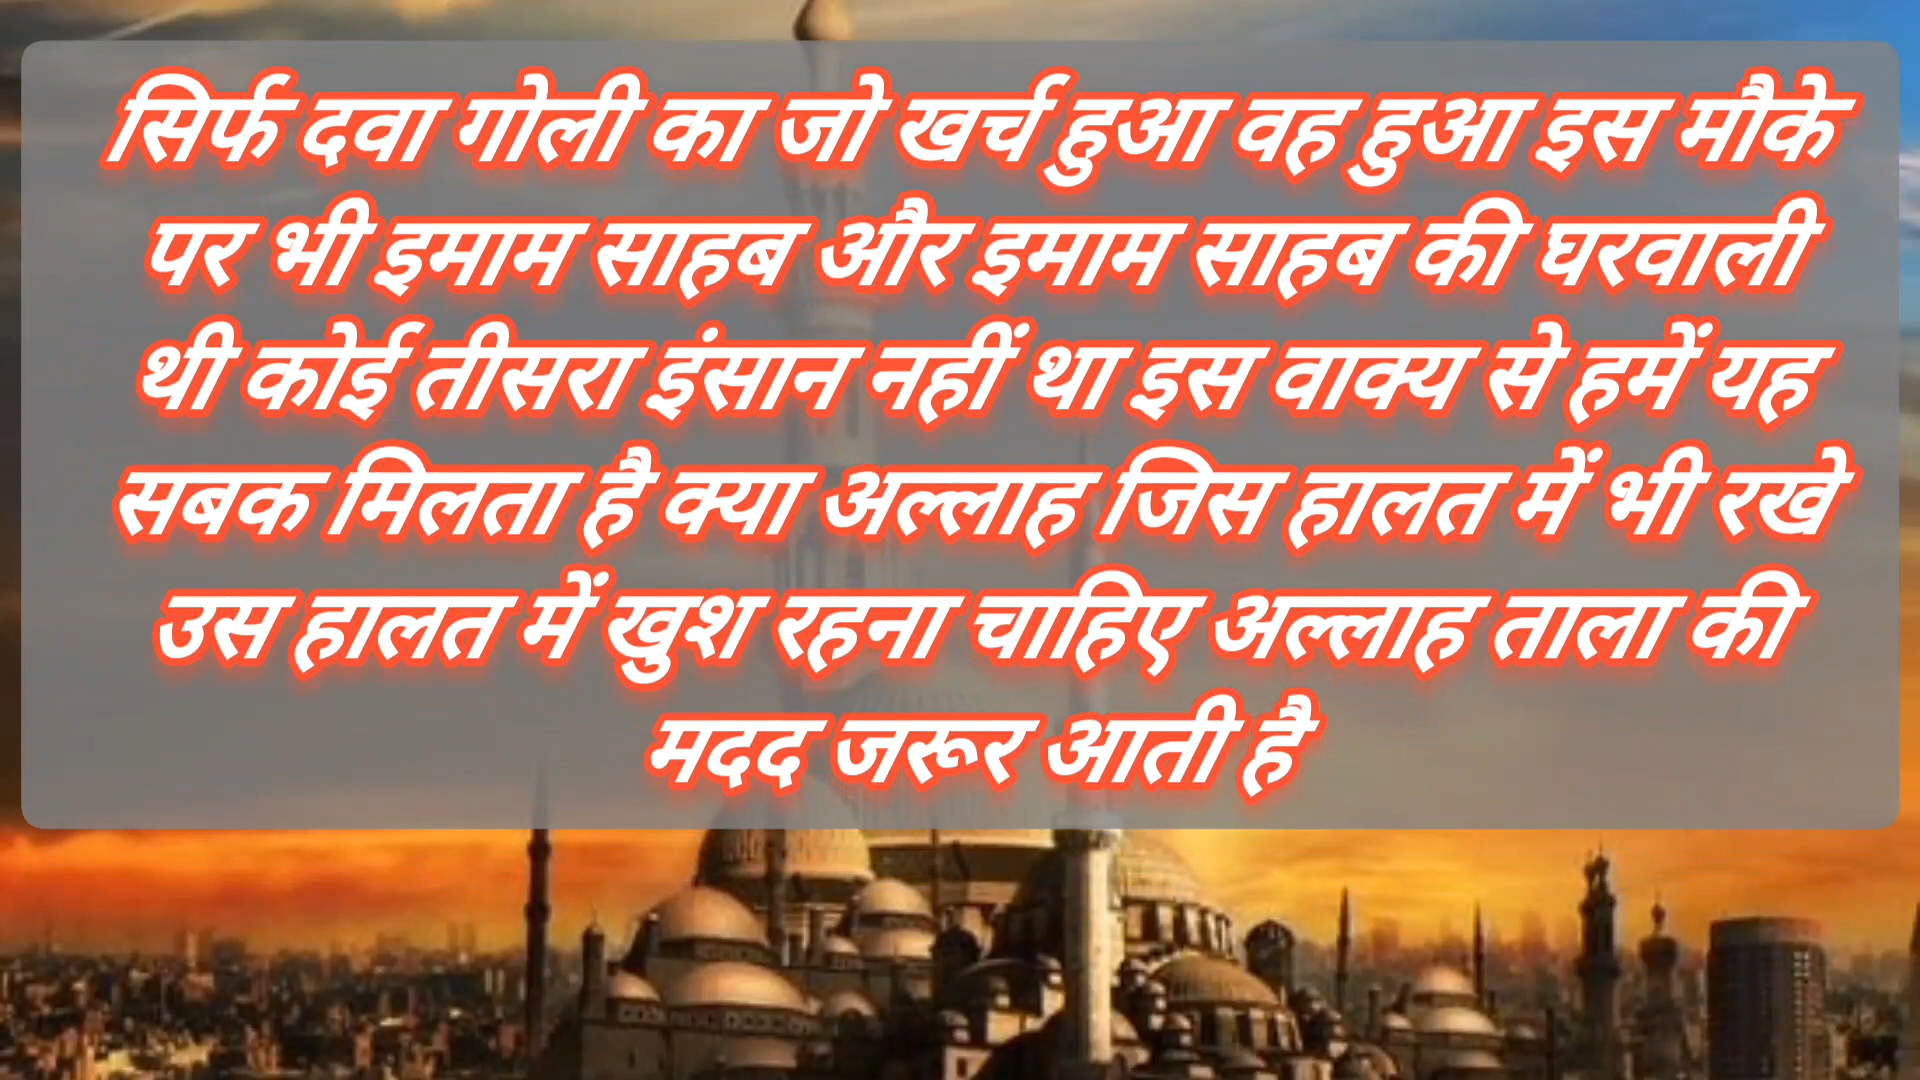 सिर्फ दवा गोली का जो खर्च हुआ वह हुआ इस मौके
पर भी इमाम साहब और इमाम साहब की घरवाली
थी कोई तीसरा इंसान नहीं था इस वाक्य से हमें यह
सबक मिलता है क्या अल्लाह जिस हालत में भी रखे
उस हालत में खुश रहना चाहिए अल्लाह ताला की
मदद जरूर आती है